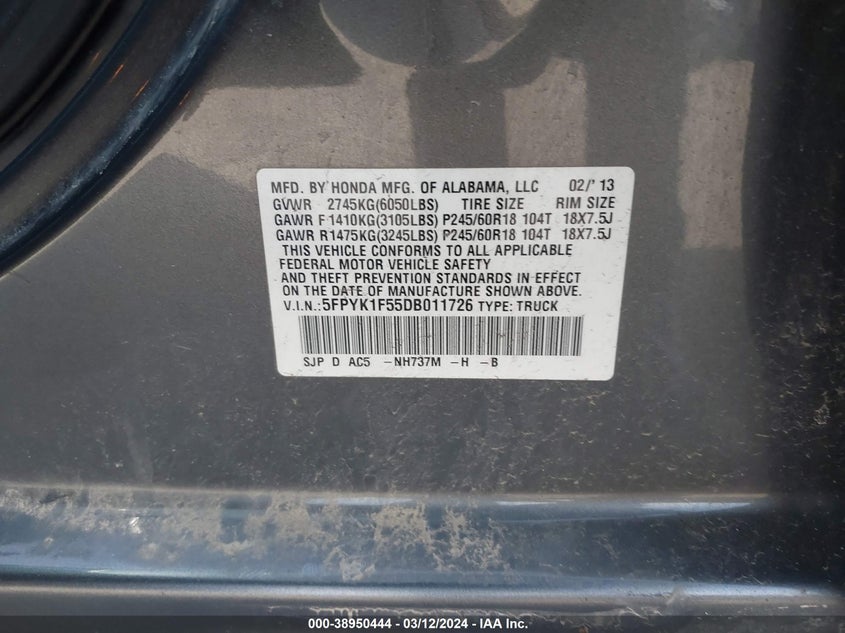 MFD. BY HONDA MFG. OF ALABAMA, LLC 02/'13
GVWR 2745KG(6050LBS) TIRE SIZE RIM SIZE
GAWR F1410KG(3105LBS) P245/60R18 104T 18X7.5J
GAWR R1475KG(3245LBS) P245/60R18 104T 18X7.5J
THIS VEHICLE CONFORMS TO ALL APPLICABLE
FEDERAL MOTOR VEHICLE SAFETY
AND THEFT PREVENTION STANDARDS IN EFFECT
ON THE DATE OF MANUFACTURE SHOWN ABOVE.
V.I.N.:5FPYK1F55DB011726 TYPE:TRUCK
SJP D AC5 -NH737M -H -B
000-38950444 - 03/12/2024 - IAA Inc.